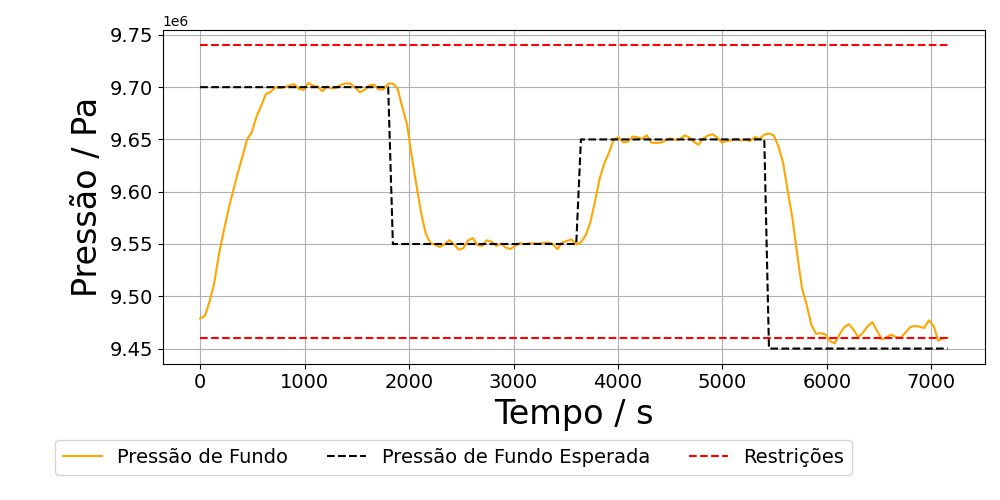 1e6
9.75
9.70
9.65
9.60
9.55
9.50
9.45
Pressão / Pa
0 1000 2000 3000 4000 5000 6000 7000
Tempo / s
Pressão de Fundo Pressão de Fundo Esperada Restrições